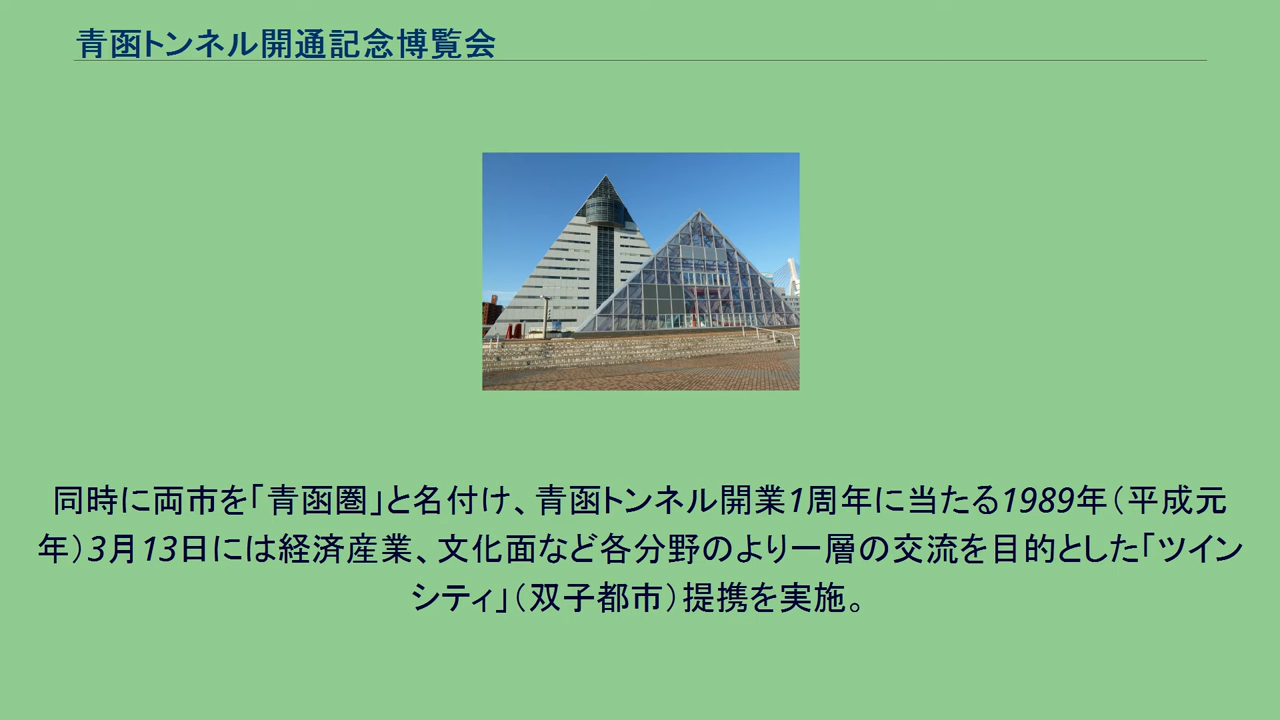 青函トンネル開通記念博覧会
同時に両市を「青函圏」と名付け、青函トンネル開業1周年に当たる1989年（平成元
年）3月13日には経済産業、文化面など各分野のより一層の交流を目的とした「ツイン
シティ」（双子都市）提携を実施。